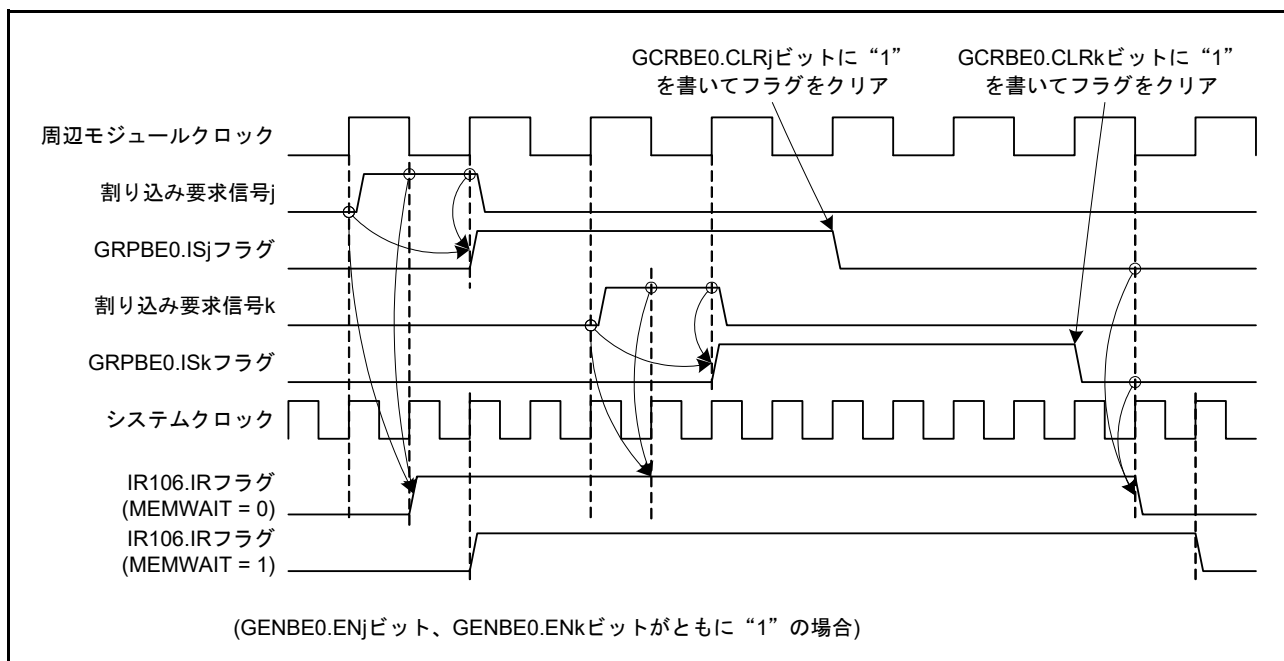 GCRBE0.CLRjビットに“1”
を書いてフラグをクリア
GCRBE0.CLRkビットに“1”
を書いてフラグをクリア
周辺モジュールクロック
割り込み要求信号j
GRPBE0.ISjフラグ
割り込み要求信号k
GRPBE0.ISkフラグ
システムクロック
IR106.IRフラグ
(MEMWAIT = 0)
IR106.IRフラグ
(MEMWAIT = 1)
(GENBE0.ENjビット、GENBE0.ENkビットがともに“1”の場合)